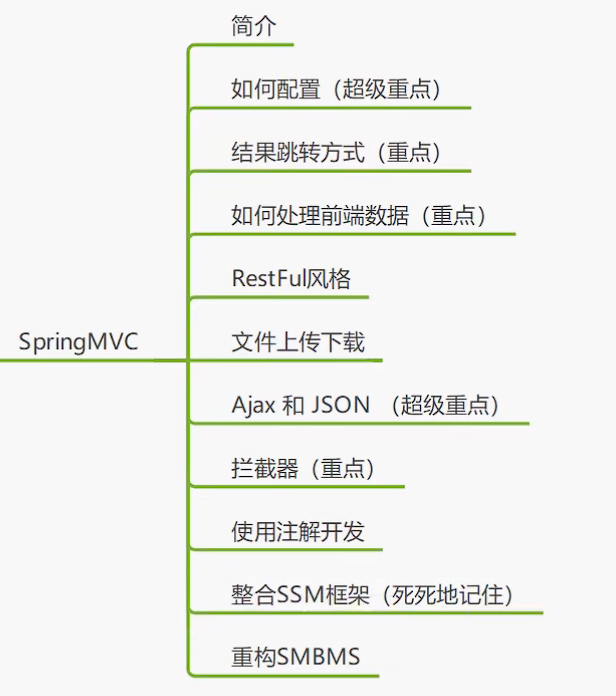 简介
如何配置（超级重点）
结果跳转方式（重点）
如何处理前端数据（重点）
RestFul风格
SpringMVC
文件上传下载
Ajax 和 JSON （超级重点）
拦截器（重点）
使用注解开发
整合SSM框架（死死地记住）
重构SMBMS